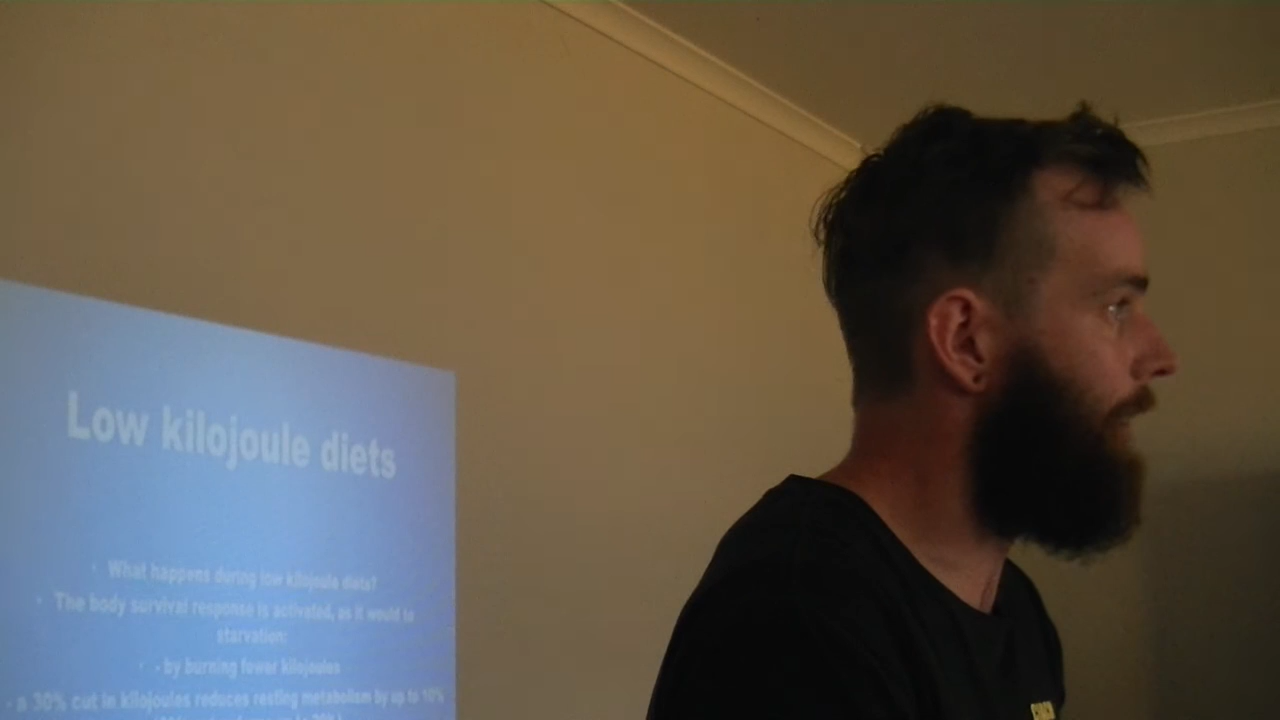 Low kilojoule diets
What happens during low kilojoule diets?
The body survival response is activated, as it would to
starvation:
- by burning fewer kilojoules
- a 30% cut in kilojoules reduces resting metabolism by up to 10%